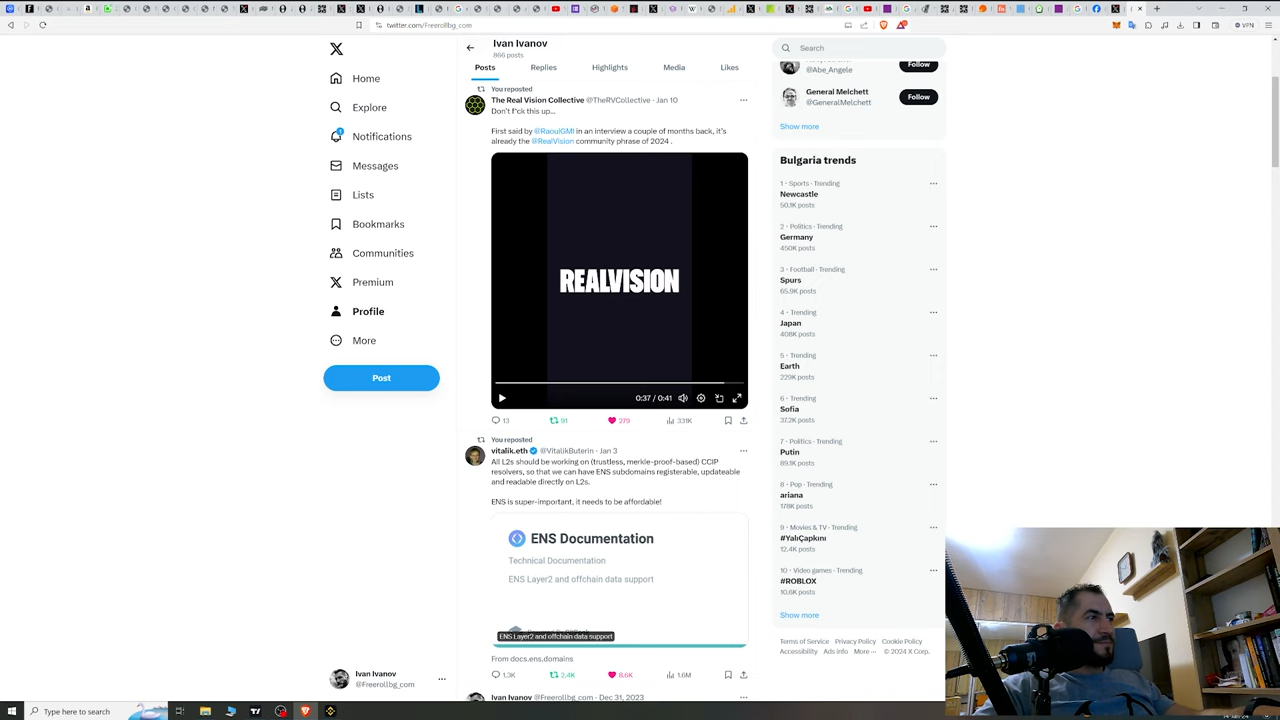 twitter.com/Freerollbg_com
VPN
Home
Explore
1
Notifications
Messages
Lists
Bookmarks
Communities
Premium
Profile
More
Post
Ivan Ivanov
@Freerollbg_com
Ivan Ivanov
866 posts
Posts
Replies
Highlights
Media
Likes
You reposted
The Real Vision Collective @TheRVCollective · Jan 10
Don't f*ck this up...
First said by @RaoulGMI in an interview a couple of months back, it's
already the @RealVision community phrase of 2024 .
REALVISION
0:37 / 0:41
13
91
279
331K
You reposted
vitalik.eth @VitalikButerin · Jan 3
All L2s should be working on (trustless, merkle-proof-based) CCIP
resolvers, so that we can have ENS subdomains registerable, updateable
and readable directly on L2s.
ENS is super-important, it needs to be affordable!
ENS Documentation
Technical Documentation
ENS Layer2 and offchain data support
ENS Layer2 and offchain data support
From docs.ens.domains
1.3K
2.4K
8.6K
1.6M
Ivan Ivanov @Freerollbg_com · Dec 31, 2023
Search
@Abe_Angele
Follow
General Melchett
@GeneralMelchett
Follow
Show more
Bulgaria trends
1 · Sports · Trending
Newcastle
50.1K posts
2 · Politics · Trending
Germany
450K posts
3 · Football · Trending
Spurs
65.9K posts
4 · Trending
Japan
408K posts
5 · Trending
Earth
229K posts
6 · Trending
Sofia
37.2K posts
7 · Politics · Trending
Putin
89.1K posts
8 · Pop · Trending
ariana
178K posts
9 · Movies & TV · Trending
#YalıÇapkını
12.4K posts
10 · Video games · Trending
#ROBLOX
10.6K posts
Show more
Terms of Service Privacy Policy Cookie Policy
Accessibility Ads info More ··· © 2024 X Corp.
Type here to search